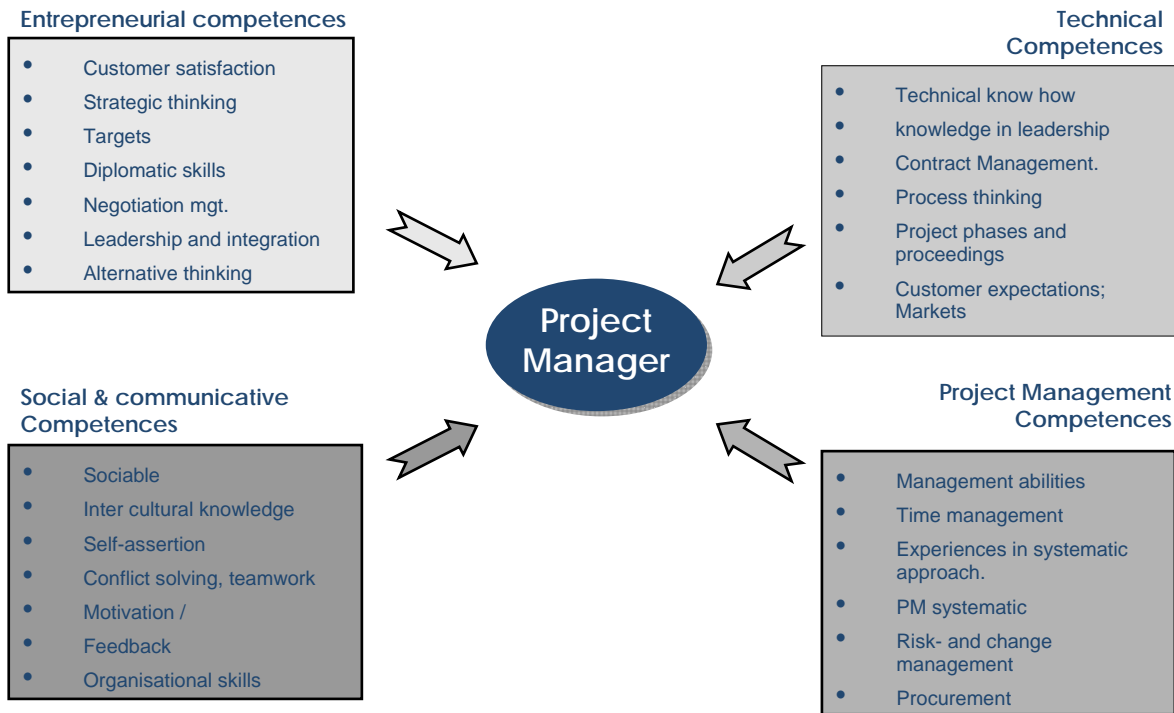 Entrepreneurial competences
• Customer satisfaction
• Strategic thinking
• Targets
• Diplomatic skills
• Negotiation mgt.
• Leadership and integration
• Alternative thinking
Technical
Competences
• Technical know how
• knowledge in leadership
• Contract Management.
• Process thinking
• Project phases and
proceedings
• Customer expectations;
Markets
Project
Manager
Social & communicative
Competences
• Sociable
• Inter cultural knowledge
• Self-assertion
• Conflict solving, teamwork
• Motivation /
• Feedback
• Organisational skills
Project Management
Competences
• Management abilities
• Time management
• Experiences in systematic
approach.
• PM systematic
• Risk- and change
management
• Procurement